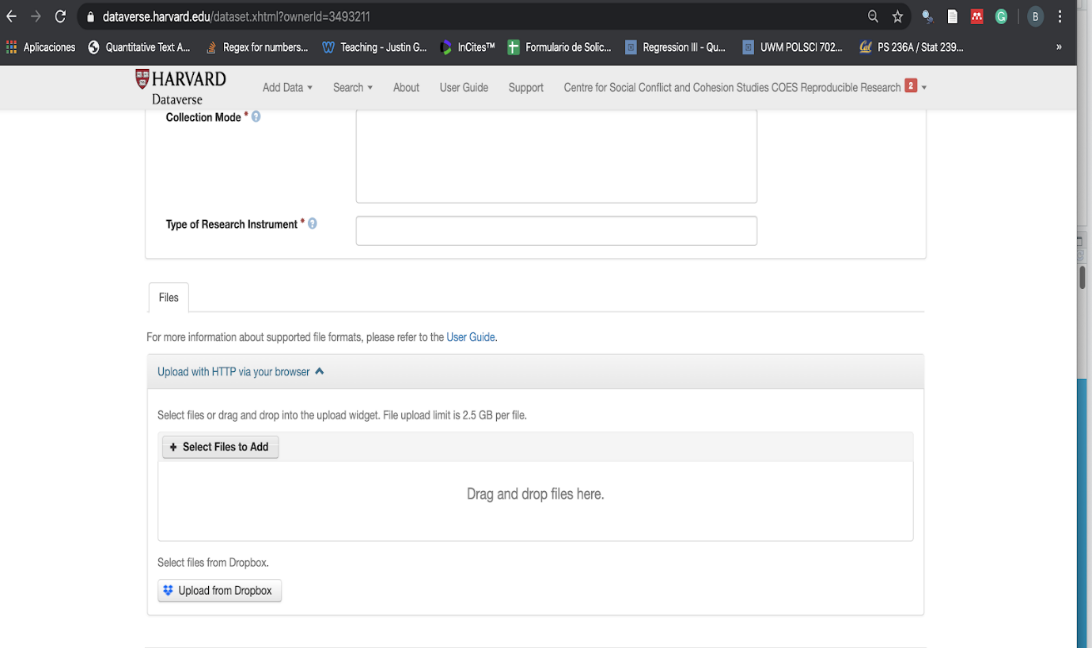 dataverse.harvard.edu/dataset.xhtml?ownerId=3493211
B
Aplicaciones Quantitative Text A... Regex for numbers... Teaching - Justin G... InCites™ Formulario de Solic... Regression III - Qu... UWM POLSCI 702... PS 236A / Stat 239... »
HARVARD
Dataverse
Add Data Search About User Guide Support Centre for Social Conflict and Cohesion Studies COES Reproducible Research 2
Collection Mode * ?
Type of Research Instrument * ?
Files
For more information about supported file formats, please refer to the User Guide.
Upload with HTTP via your browser
Select files or drag and drop into the upload widget. File upload limit is 2.5 GB per file.
+ Select Files to Add
Drag and drop files here.
Select files from Dropbox.
Upload from Dropbox